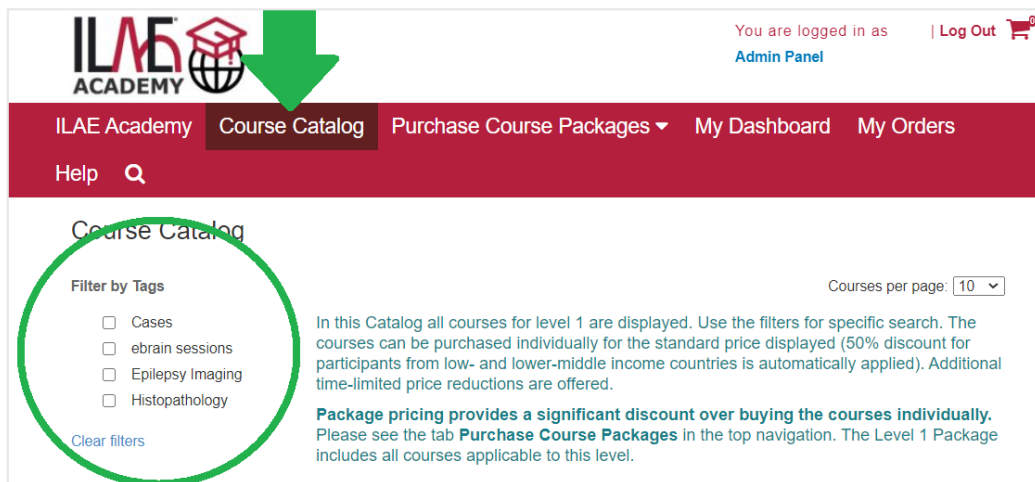 ILAE
ACADEMY
You are logged in as | Log Out 0
Admin Panel
ILAE Academy Course Catalog Purchase Course Packages My Dashboard My Orders
Help
Course Catalog
Filter by Tags
Courses per page: 10
Cases
ebrain sessions
Epilepsy Imaging
Histopathology
Clear filters
In this Catalog all courses for level 1 are displayed. Use the filters for specific search. The
courses can be purchased individually for the standard price displayed (50% discount for
participants from low- and lower-middle income countries is automatically applied). Additional
time-limited price reductions are offered.
Package pricing provides a significant discount over buying the courses individually.
Please see the tab Purchase Course Packages in the top navigation. The Level 1 Package
includes all courses applicable to this level.